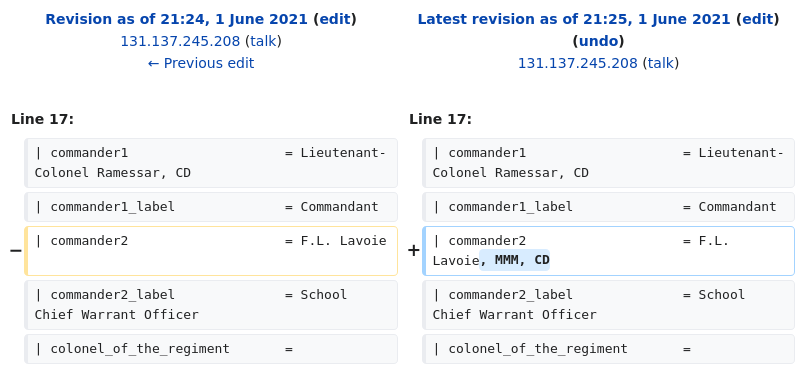 Revision as of 21:24, 1 June 2021 (edit)
131.137.245.208 (talk)
← Previous edit
Latest revision as of 21:25, 1 June 2021 (edit)
(undo)
131.137.245.208 (talk)
Line 17:
Line 17:
| commander1 = Lieutenant-
Colonel Ramessar, CD
| commander1 = Lieutenant-
Colonel Ramessar, CD
| commander1_label = Commandant
| commander1_label = Commandant
− | commander2 = F.L. Lavoie
+ | commander2 = F.L.
Lavoie, MMM, CD
| commander2_label = School
Chief Warrant Officer
| commander2_label = School
Chief Warrant Officer
| colonel_of_the_regiment =
| colonel_of_the_regiment =